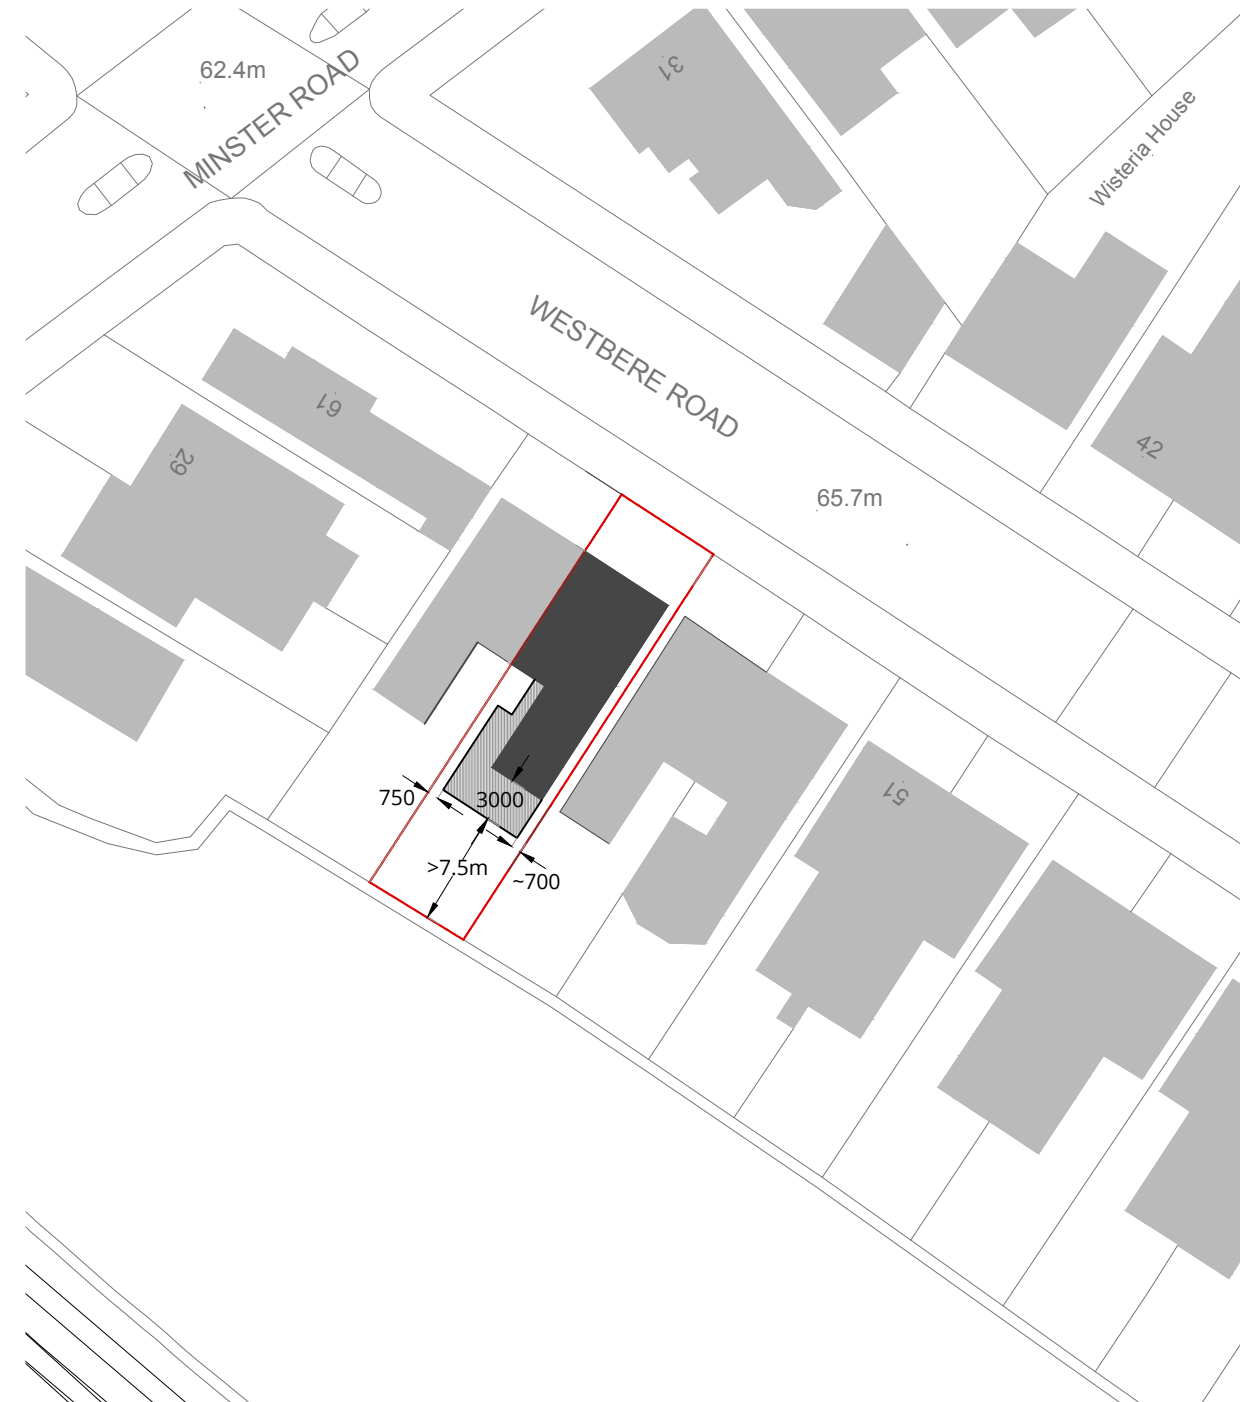 62.4m
MINSTER ROAD
31
Wisteria House
WESTBERE ROAD
61
42
29
65.7m
51
750
3000
>7.5m
~700